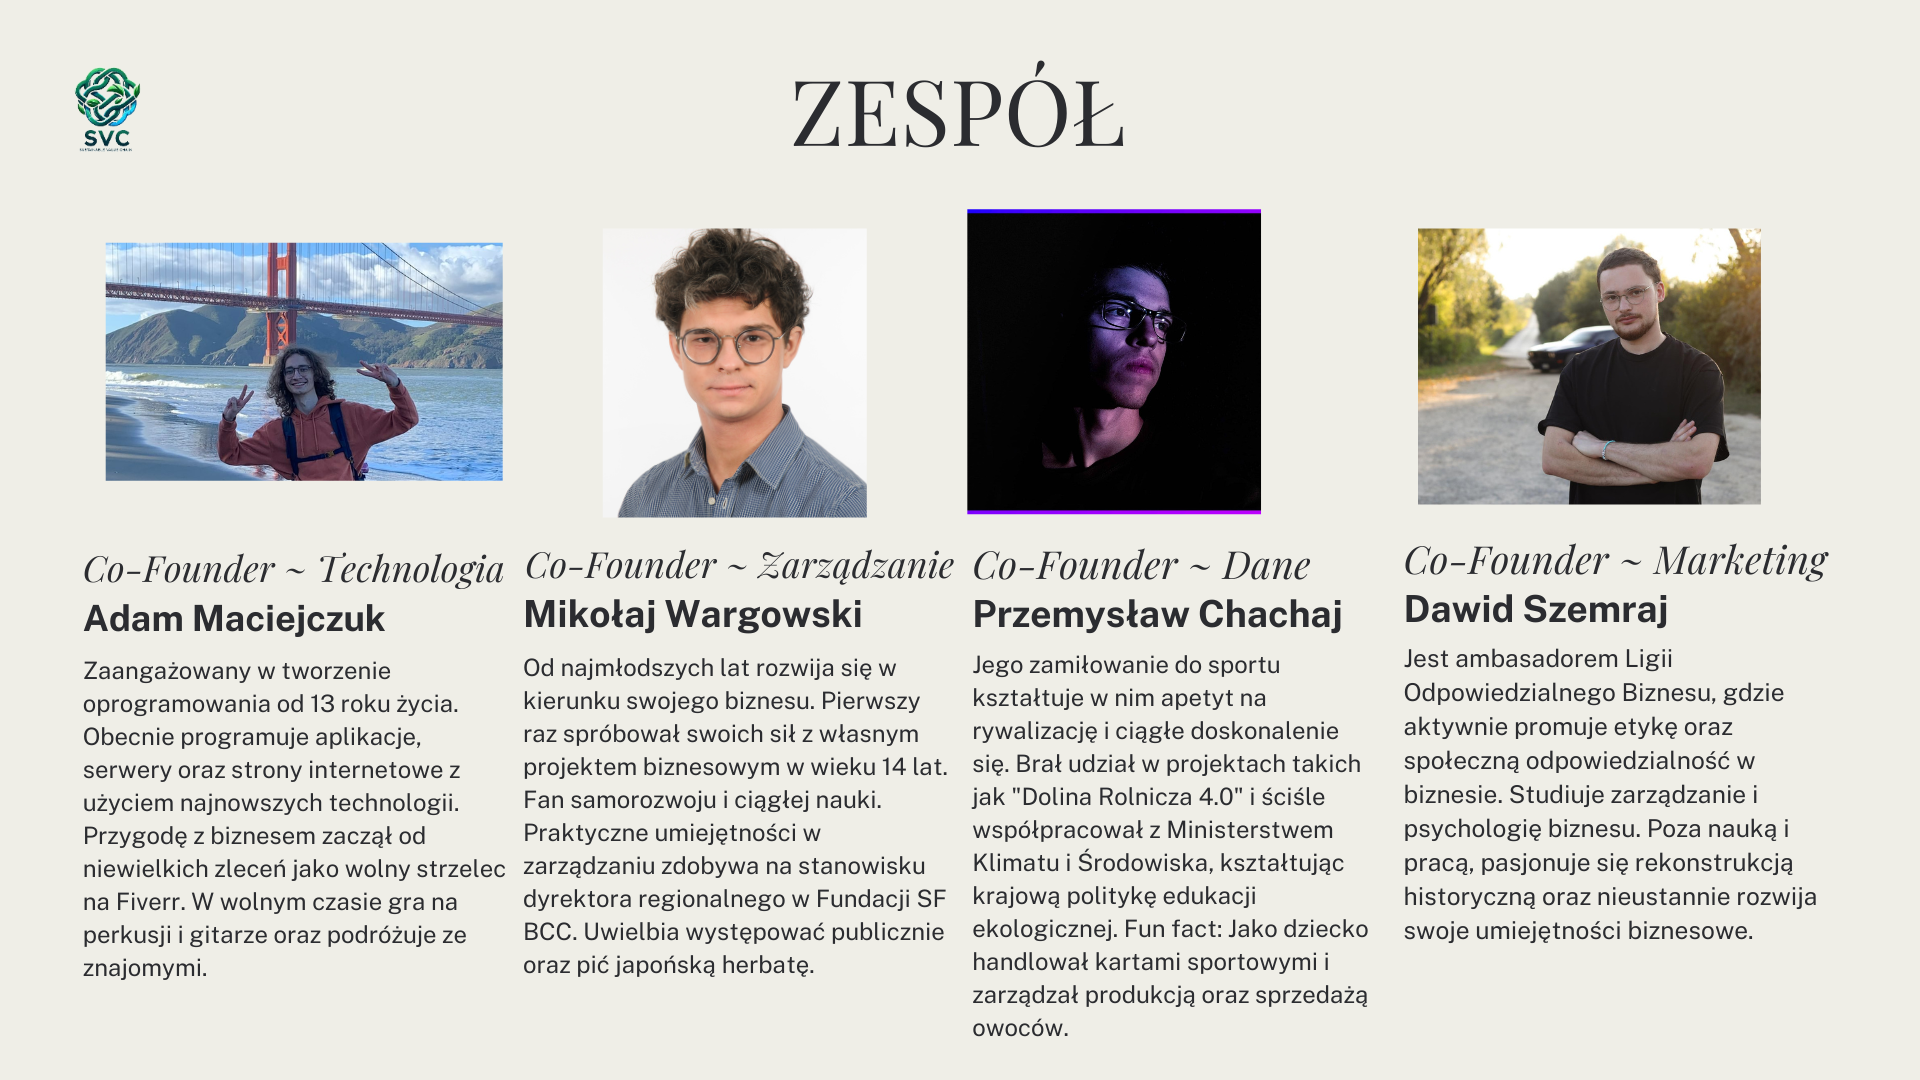 SVC
SUSTAINABLE VALUE CHAIN
ZESPÓŁ
Co-Founder ~ Technologia
Adam Maciejczuk
Zaangażowany w tworzenie
oprogramowania od 13 roku życia.
Obecnie programuje aplikacje,
serwery oraz strony internetowe z
użyciem najnowszych technologii.
Przygodę z biznesem zaczął od
niewielkich zleceń jako wolny strzelec
na Fiverr. W wolnym czasie gra na
perkusji i gitarze oraz podróżuje ze
znajomymi.
Co-Founder ~ Zarządzanie
Mikołaj Wargowski
Od najmłodszych lat rozwija się w
kierunku swojego biznesu. Pierwszy
raz spróbował swoich sił z własnym
projektem biznesowym w wieku 14 lat.
Fan samorozwoju i ciągłej nauki.
Praktyczne umiejętności w
zarządzaniu zdobywa na stanowisku
dyrektora regionalnego w Fundacji SF
BCC. Uwielbia występować publicznie
oraz pić japońską herbatę.
Co-Founder ~ Dane
Przemysław Chachaj
Jego zamiłowanie do sportu
kształtuje w nim apetyt na
rywalizację i ciągłe doskonalenie
się. Brał udział w projektach takich
jak "Dolina Rolnicza 4.0" i ściśle
współpracował z Ministerstwem
Klimatu i Środowiska, kształtując
krajową politykę edukacji
ekologicznej. Fun fact: Jako dziecko
handlował kartami sportowymi i
zarządzał produkcją oraz sprzedażą
owoców.
Co-Founder ~ Marketing
Dawid Szemraj
Jest ambasadorem Ligii
Odpowiedzialnego Biznesu, gdzie
aktywnie promuje etykę oraz
społeczną odpowiedzialność w
biznesie. Studiuje zarządzanie i
psychologię biznesu. Poza nauką i
pracą, pasjonuje się rekonstrukcją
historyczną oraz nieustannie rozwija
swoje umiejętności biznesowe.